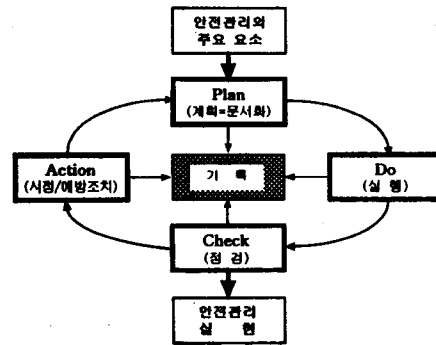 안전관리의
주요 요소
Plan
(계획=문서화)
Action
(시정/예방조치)
기 록
Do
(실 행)
Check
(점 검)
안전관리
실 현